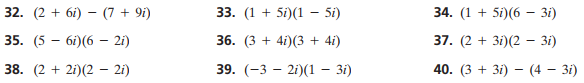 32. (2 + 6i) − (7 + 9i) 33. (1 + 5i)(1 − 5i) 34. (1 + 5i)(6 − 3i)
35. (5 − 6i)(6 − 2i) 36. (3 + 4i)(3 + 4i) 37. (2 + 3i)(2 − 3i)
38. (2 + 2i)(2 − 2i) 39. (−3 − 2i)(1 − 3i) 40. (3 + 3i) − (4 − 3i)